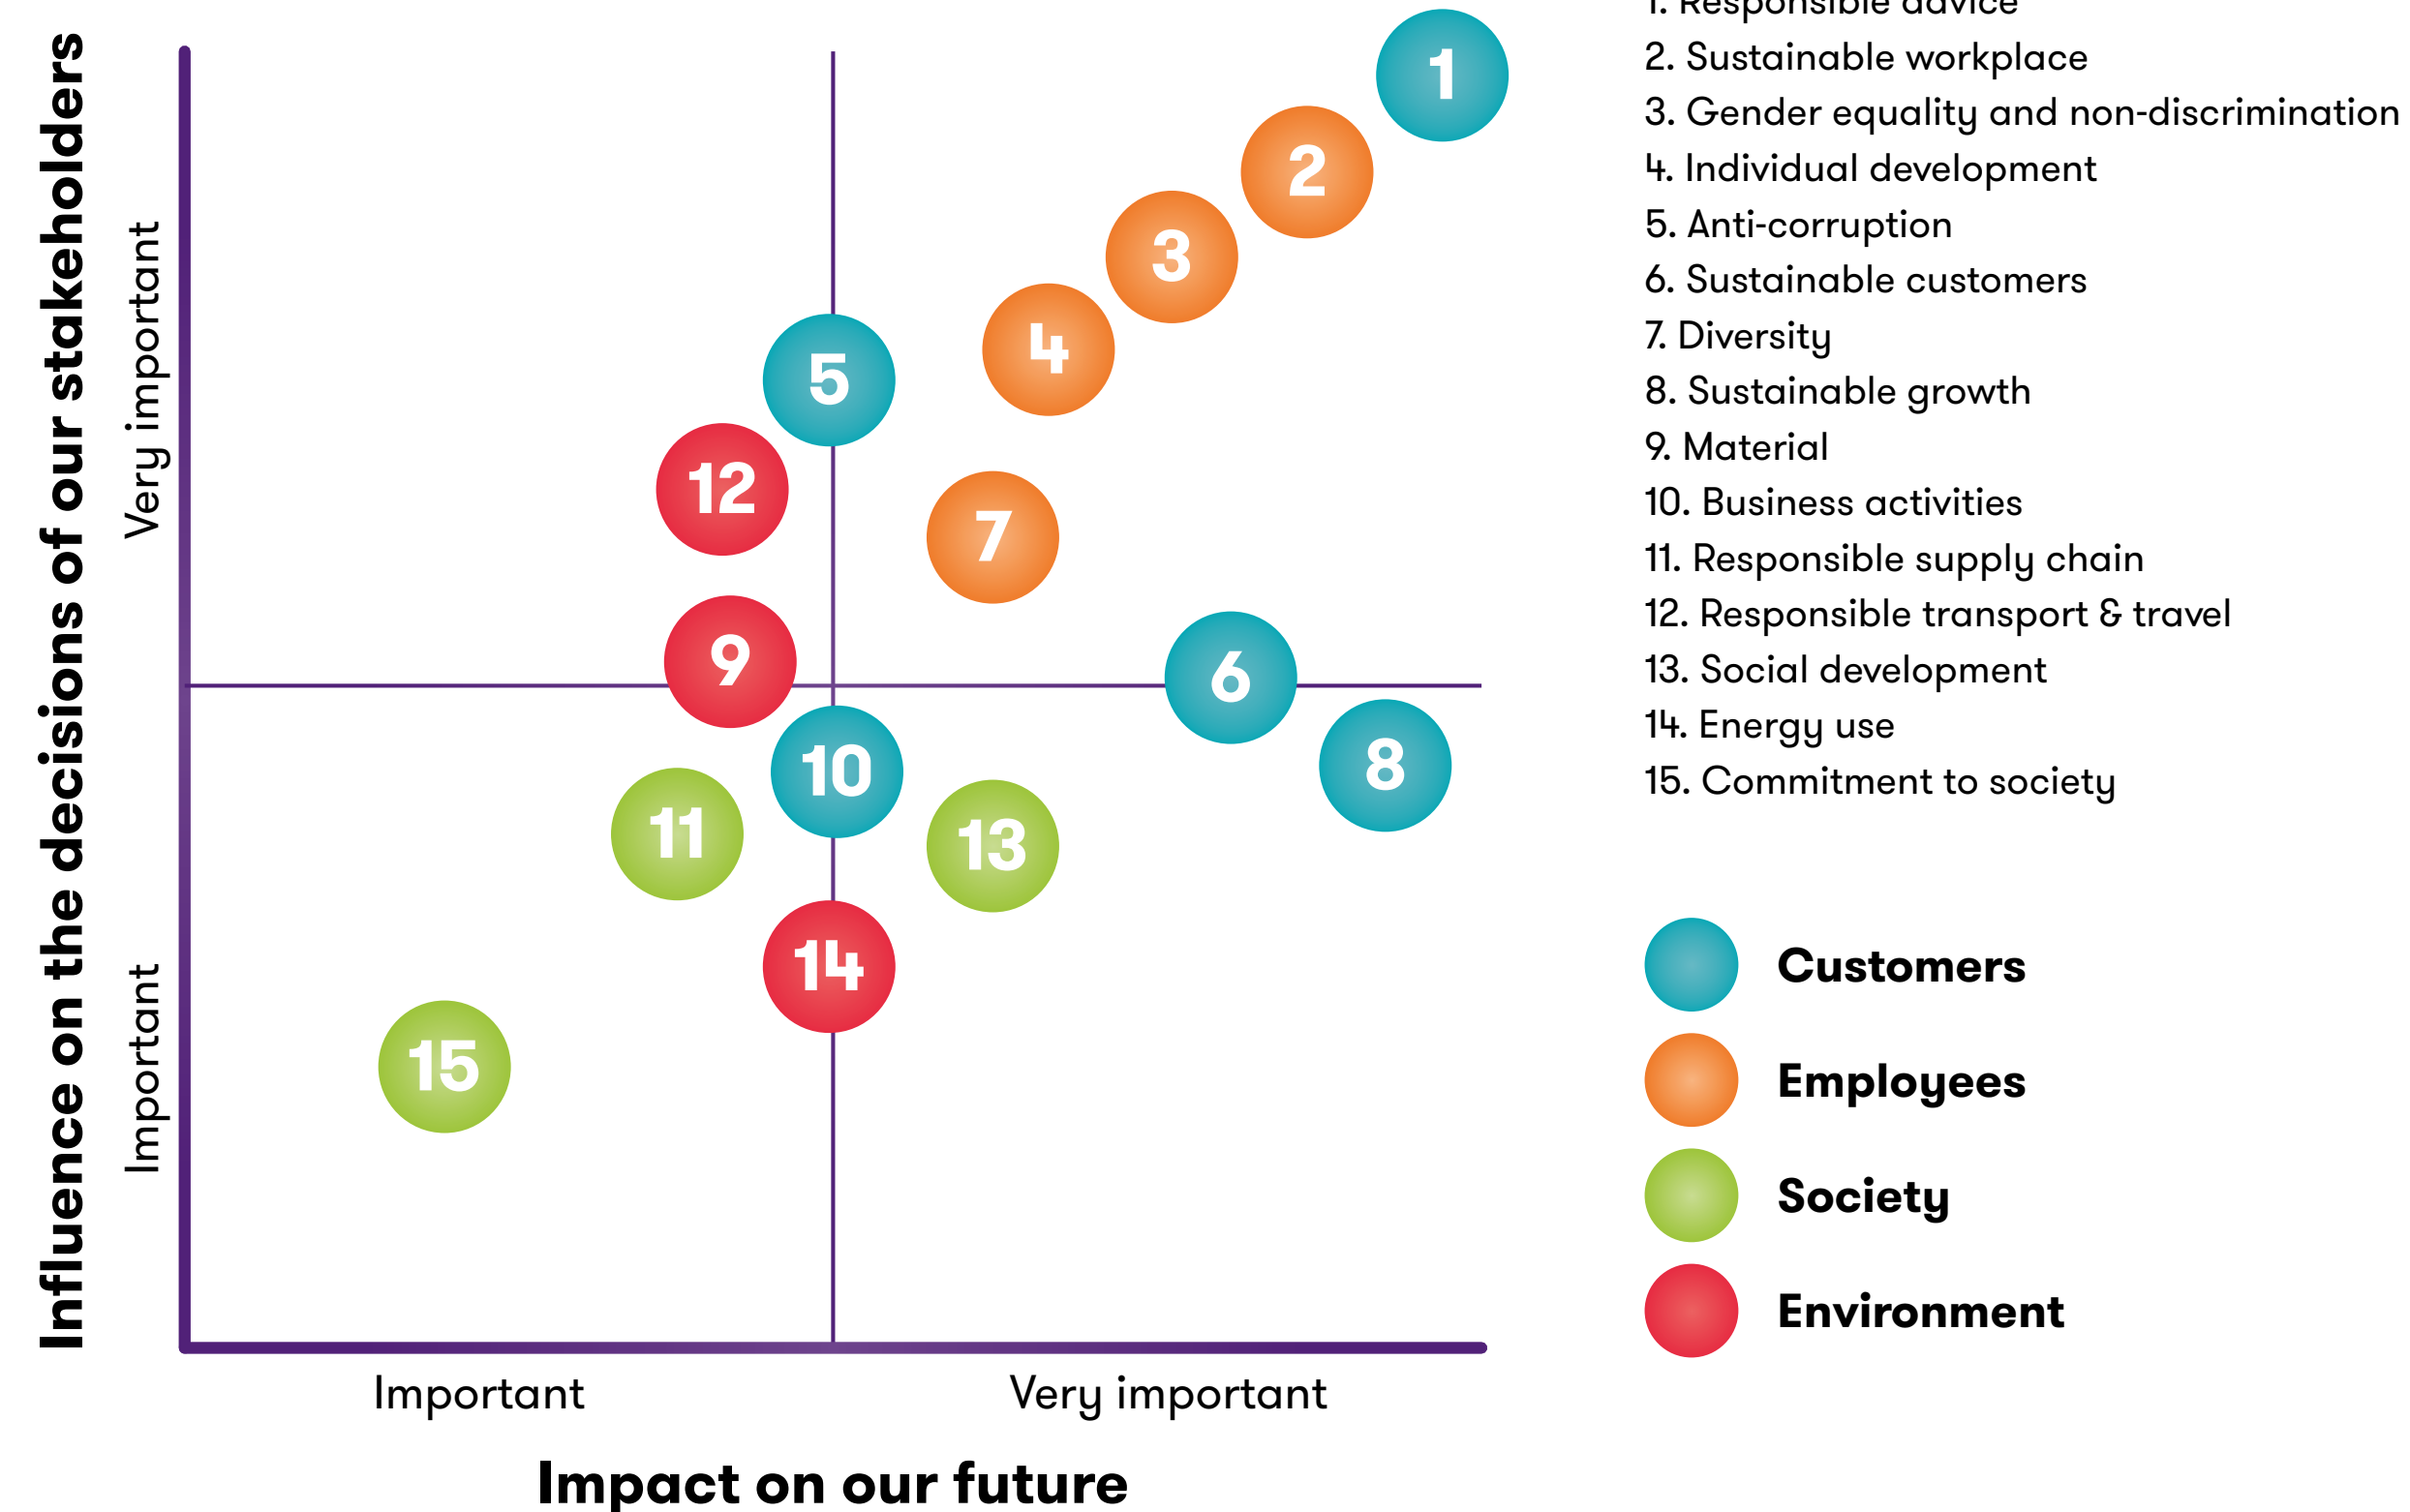 Influence on the decisions of our stakeholders
Very important
Important
1
2
3
4
5
12
7
9
6
10
8
11
13
14
15
Important
Very important
Impact on our future
1. Responsible advice
2. Sustainable workplace
3. Gender equality and non-discrimination
4. Individual development
5. Anti-corruption
6. Sustainable customers
7. Diversity
8. Sustainable growth
9. Material
10. Business activities
11. Responsible supply chain
12. Responsible transport & travel
13. Social development
14. Energy use
15. Commitment to society
Customers
Employees
Society
Environment